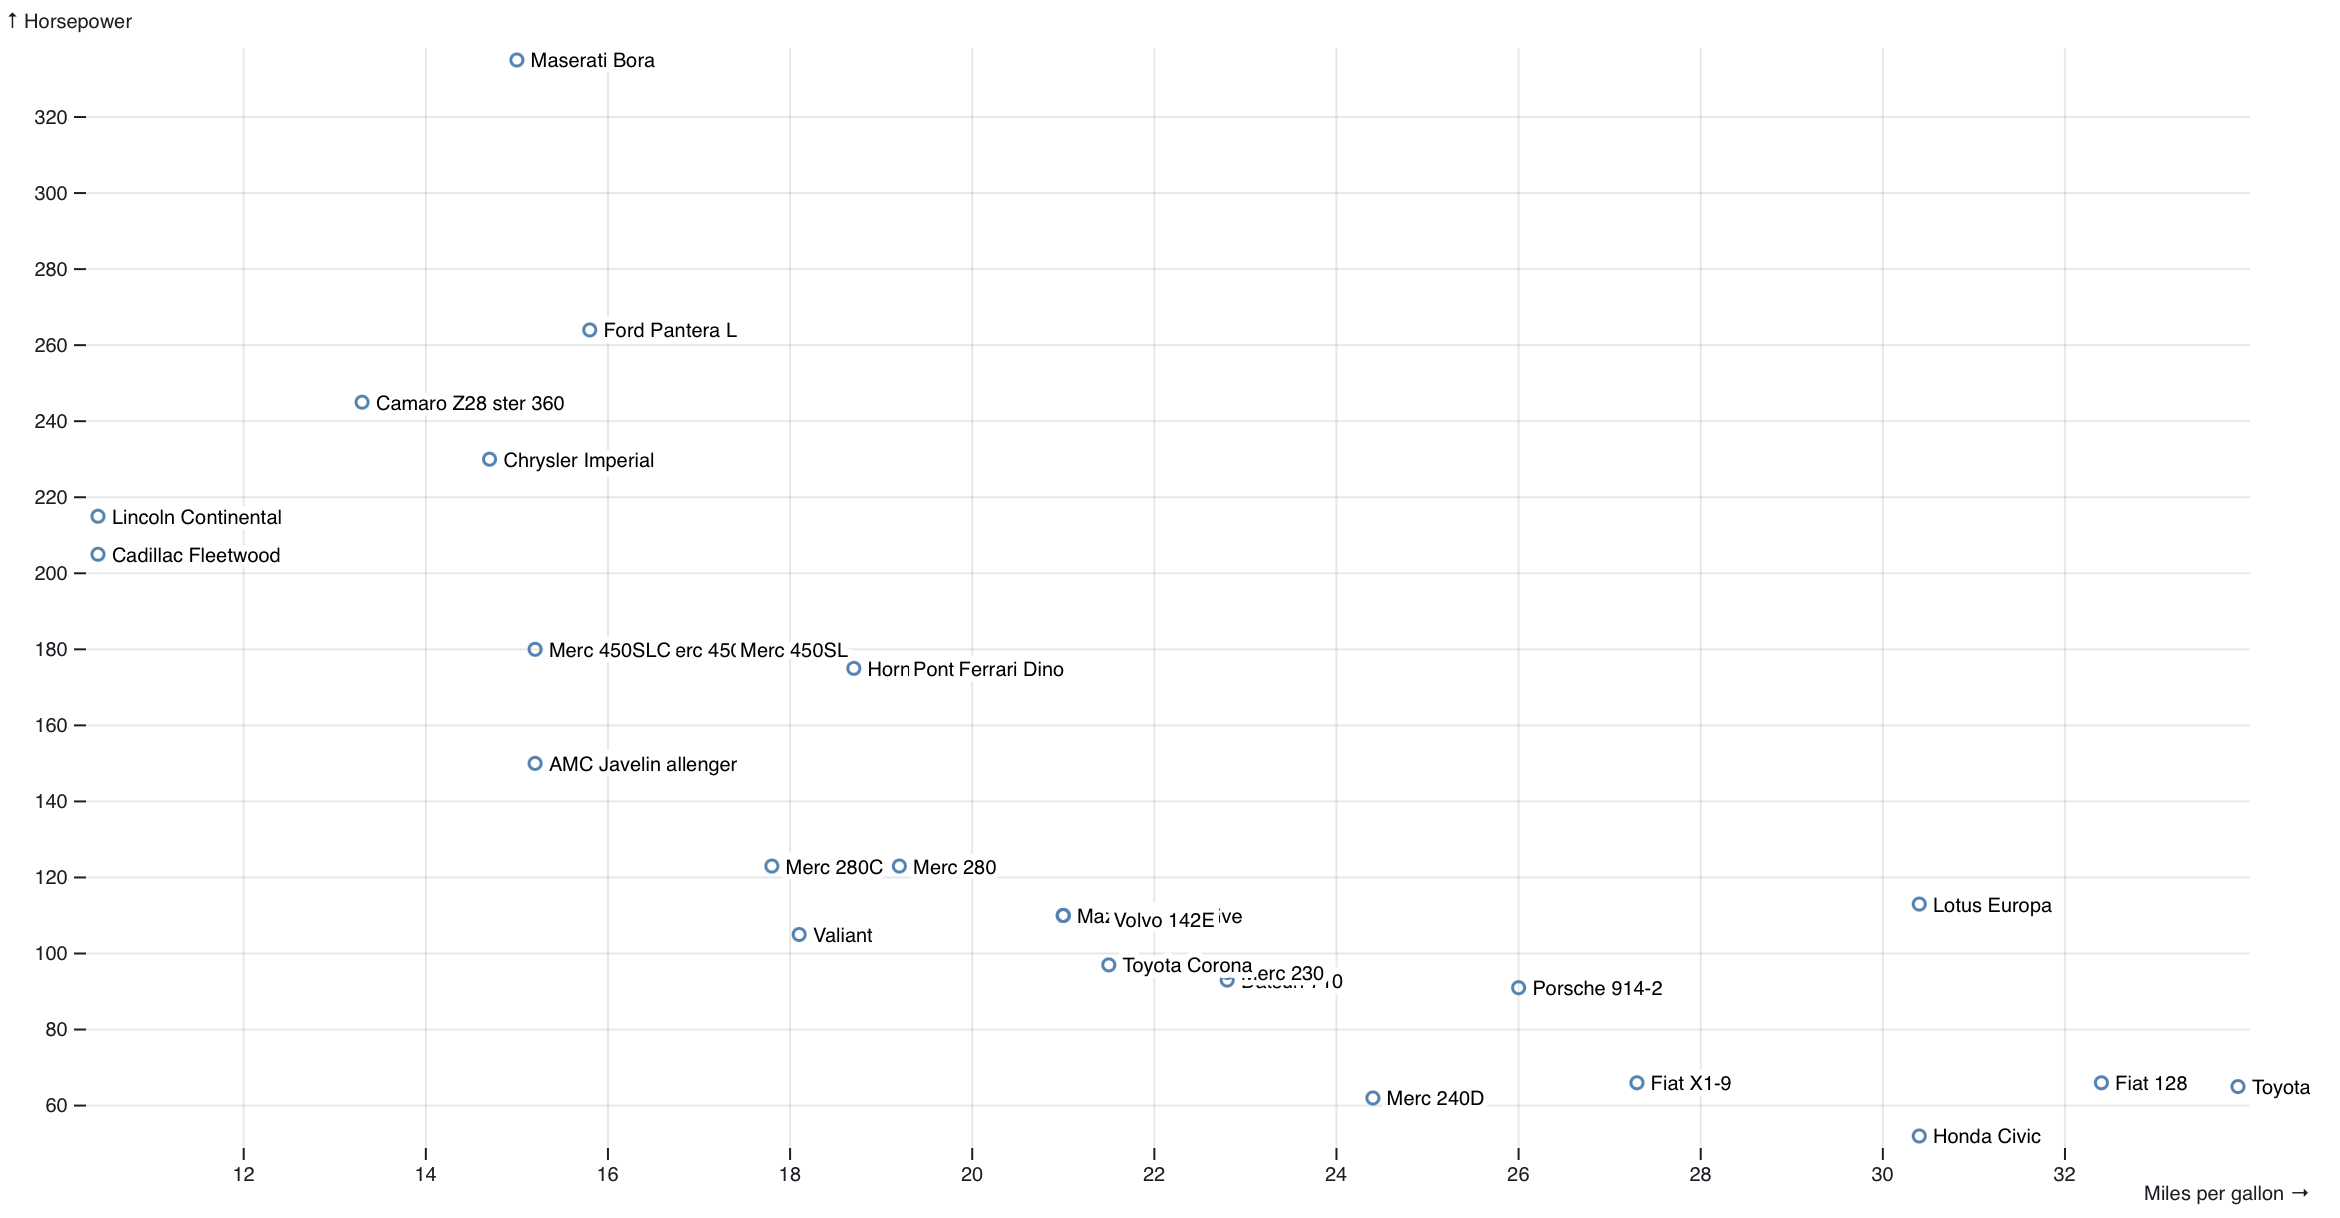 ↑ Horsepower
Maserati Bora
320
300
280
Ford Pantera L
260
Camaro Z28 ster 360
240
Chrysler Imperial
220
Lincoln Continental
Cadillac Fleetwood
200
180
Merc 450SLC erc 450 Merc 450SL
Horn Pont Ferrari Dino
160
AMC Javelin allenger
140
Merc 280C Merc 280
120
Lotus Europa
Maz Volvo 142E ive
Valiant
100
Toyota Corona
erc 230
Porsche 914-2
80
Fiat X1-9
Fiat 128
Toyota
Merc 240D
60
Honda Civic
12 14 16 18 20 22 24 26 28 30 32
Miles per gallon →